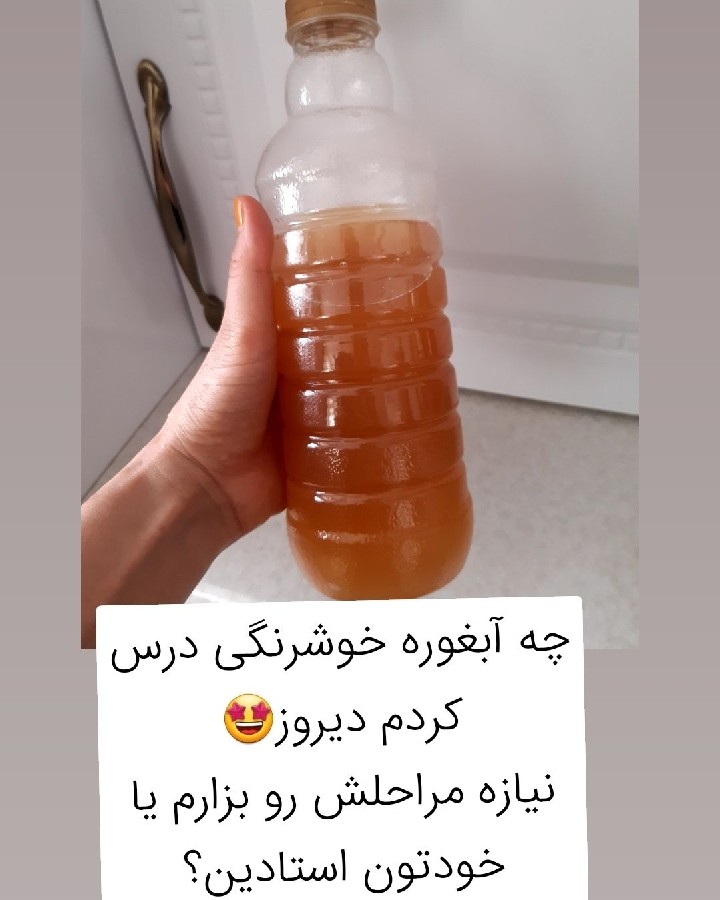 چه آبغوره خوشرنگی درس
کردم دیروز🤩
نیازه مراحلش رو بزارم یا
خودتون استادین؟